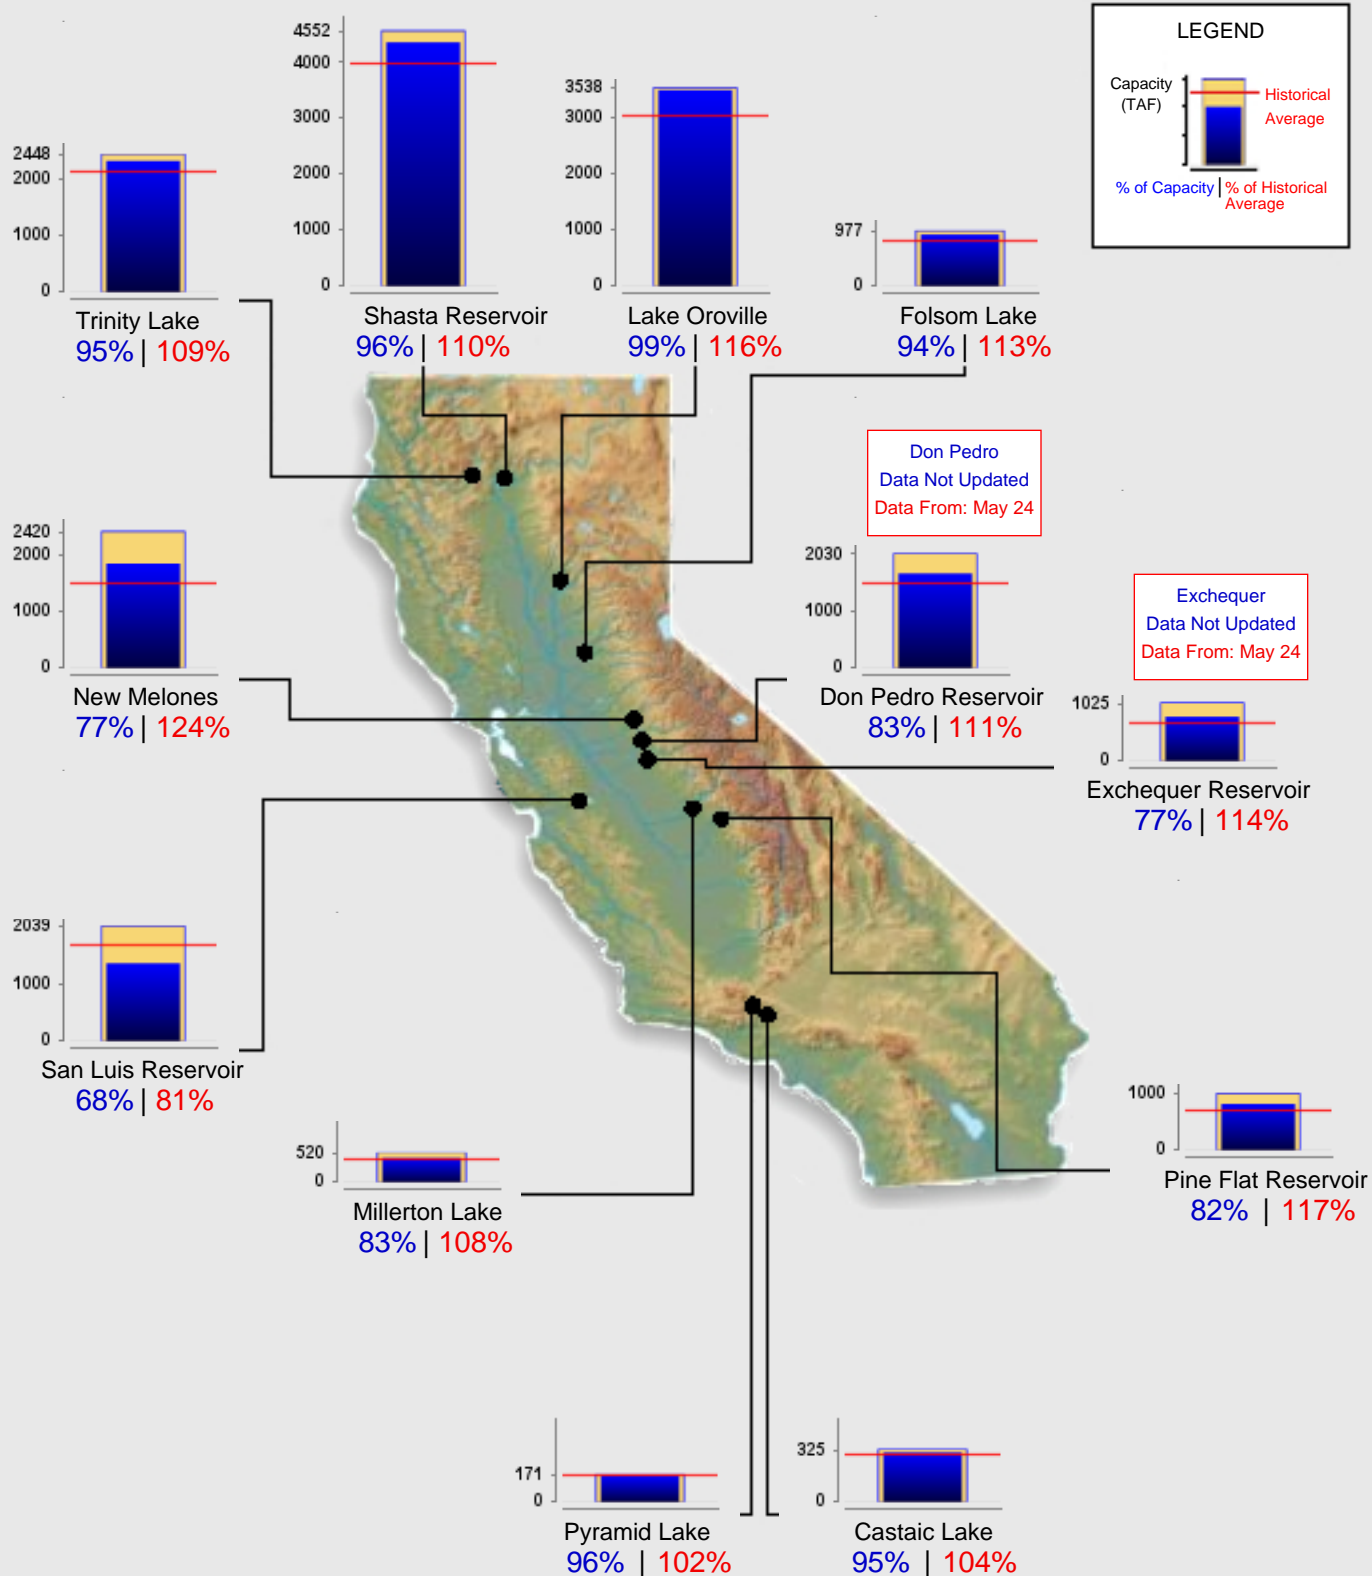 LEGEND
Capacity
(TAF)
Historical
Average
% of Capacity | % of Historical
Average
4552
4000
3000
2000
1000
0
Shasta Reservoir
96% | 110%
3538
3000
2000
1000
0
Lake Oroville
99% | 116%
2448
2000
1000
0
Trinity Lake
95% | 109%
977
0
Folsom Lake
94% | 113%
Don Pedro
Data Not Updated
Data From: May 24
2420
2000
1000
0
New Melones
77% | 124%
2030
1000
0
Don Pedro Reservoir
83% | 111%
Exchequer
Data Not Updated
Data From: May 24
1025
0
Exchequer Reservoir
77% | 114%
2039
1000
0
San Luis Reservoir
68% | 81%
520
0
Millerton Lake
83% | 108%
1000
0
Pine Flat Reservoir
82% | 117%
171
0
Pyramid Lake
96% | 102%
325
0
Castaic Lake
95% | 104%